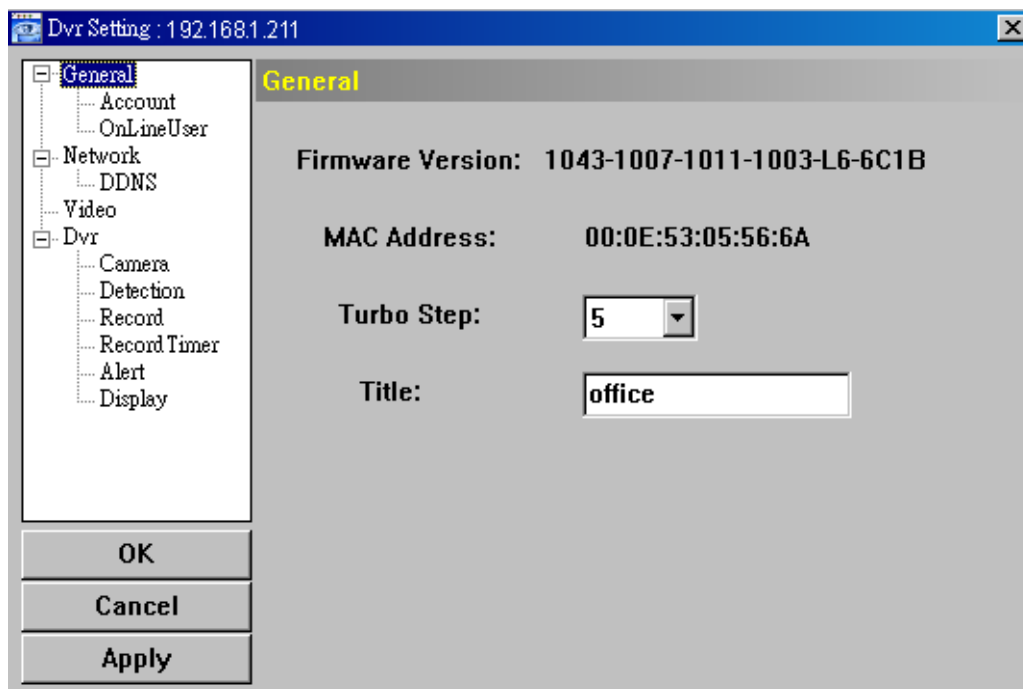 Dvr Setting : 192.168.1.211
General
Account
OnLineUser
Network
DDNS
Video
Dvr
Camera
Detection
Record
Record Timer
Alert
Display
OK
Cancel
Apply
General
Firmware Version: 1043-1007-1011-1003-L6-6C1B
MAC Address: 00:0E:53:05:56:6A
Turbo Step: 5
Title: office